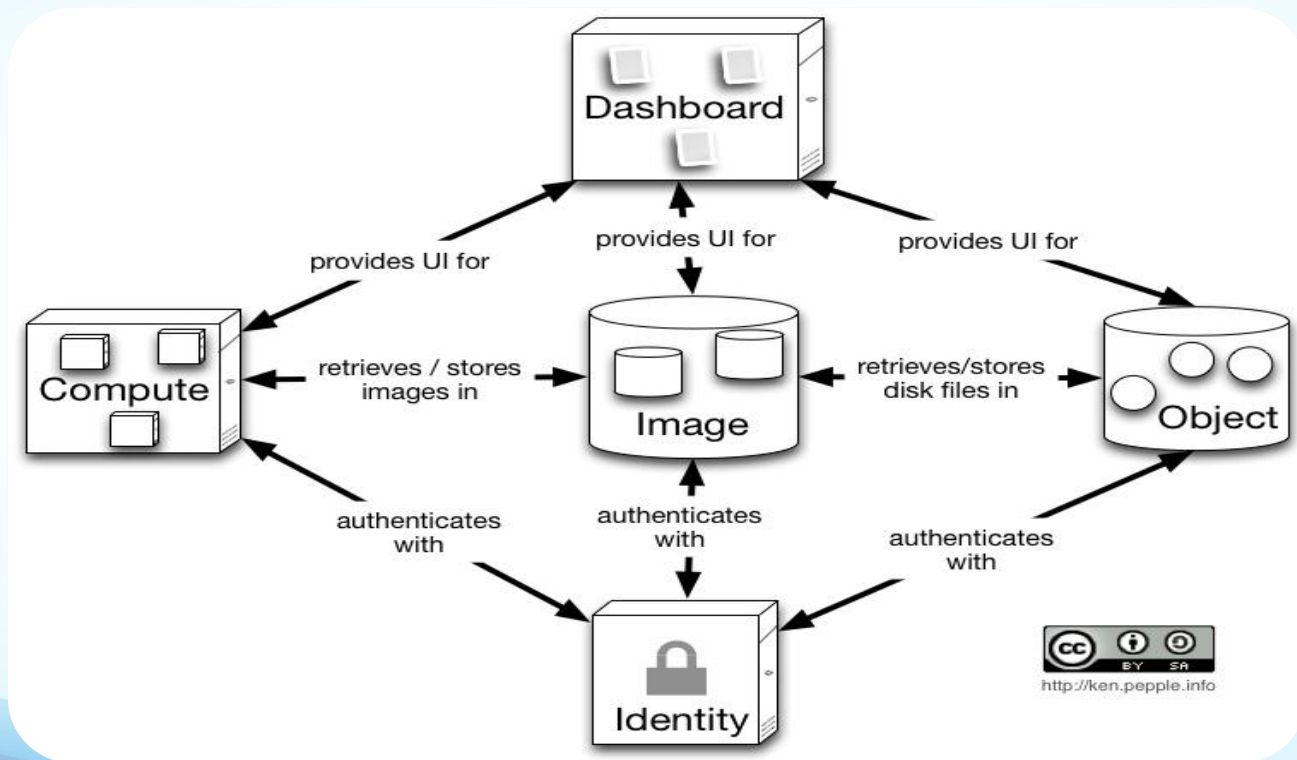 Dashboard
provides UI for
provides UI for
provides UI for
Compute
retrieves / stores
images in
Image
retrieves/stores
disk files in
Object
authenticates
with
authenticates
with
authenticates
with
Identity
cc
BY SA
http://ken.pepple.info